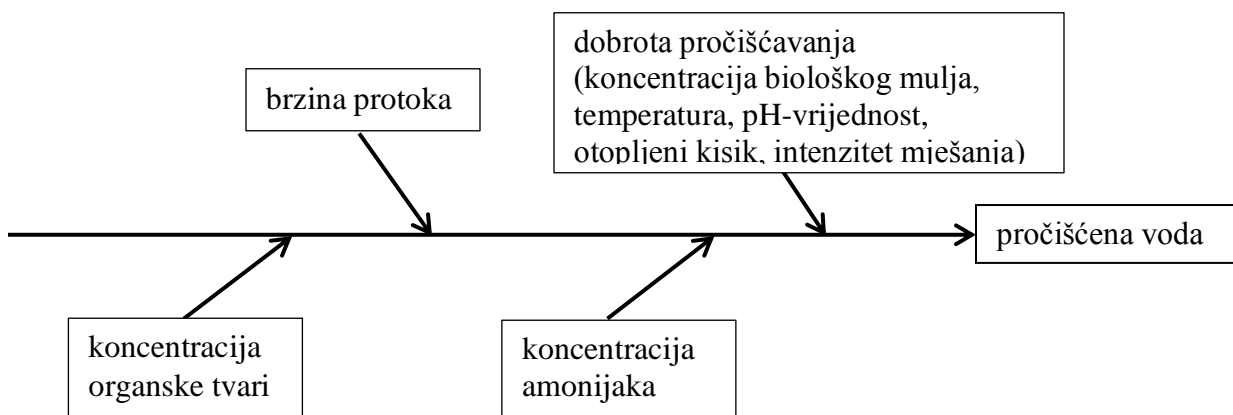 dobrota pročišćavanja
(koncentracija biološkog mulja,
temperatura, pH-vrijednost,
otopljeni kisik, intenzitet mješanja)
brzina protoka
pročišćena voda
koncentracija
organske tvari
koncentracija
amonijaka